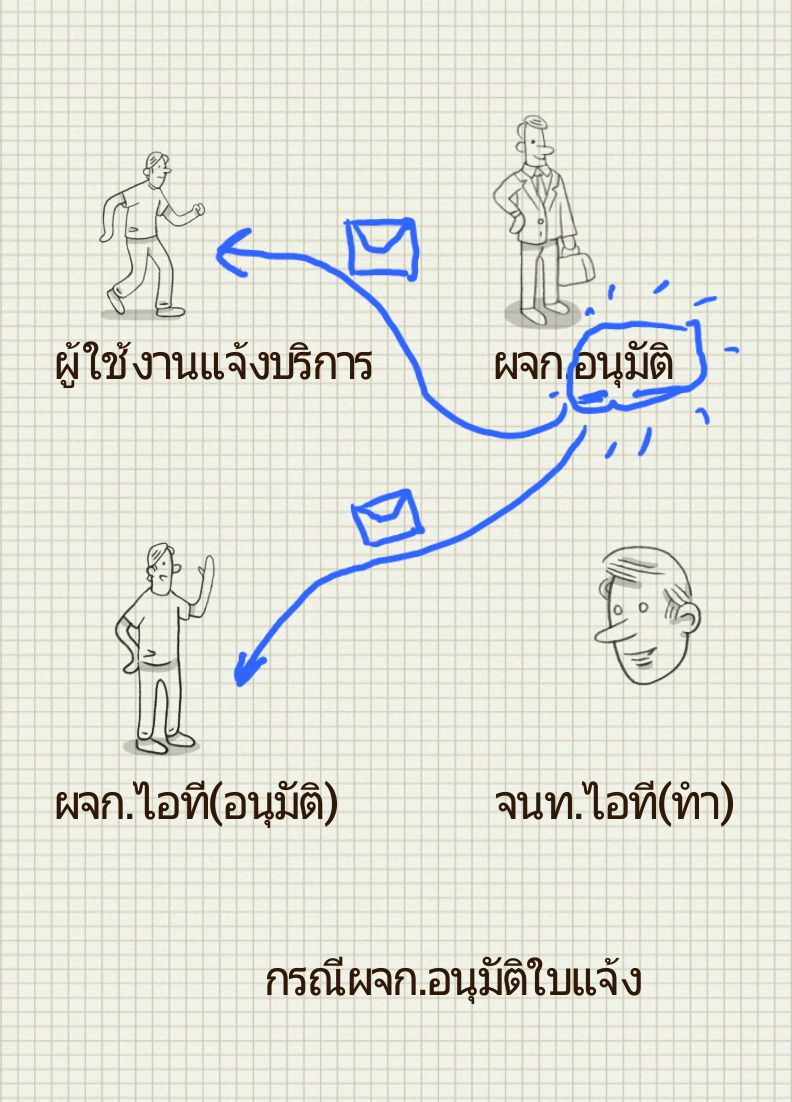 ผู้ใช้งานแจ้งบริการ
ผจก.อนุมัติ
ผจก.ไอที(อนุมัติ)
จนท.ไอที(ทำ)
กรณีผจก.อนุมัติใบแจ้ง